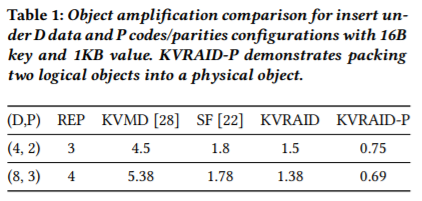 Table 1: Object amplification comparison for insert un-
der D data and P codes/parities configurations with 16B
key and 1KB value. KVRAID-P demonstrates packing
two logical objects into a physical object.
(D,P) REP KVMD [28] SF [22] KVRAID KVRAID-P
(4, 2) 3 4.5 1.8 1.5 0.75
(8, 3) 4 5.38 1.78 1.38 0.69